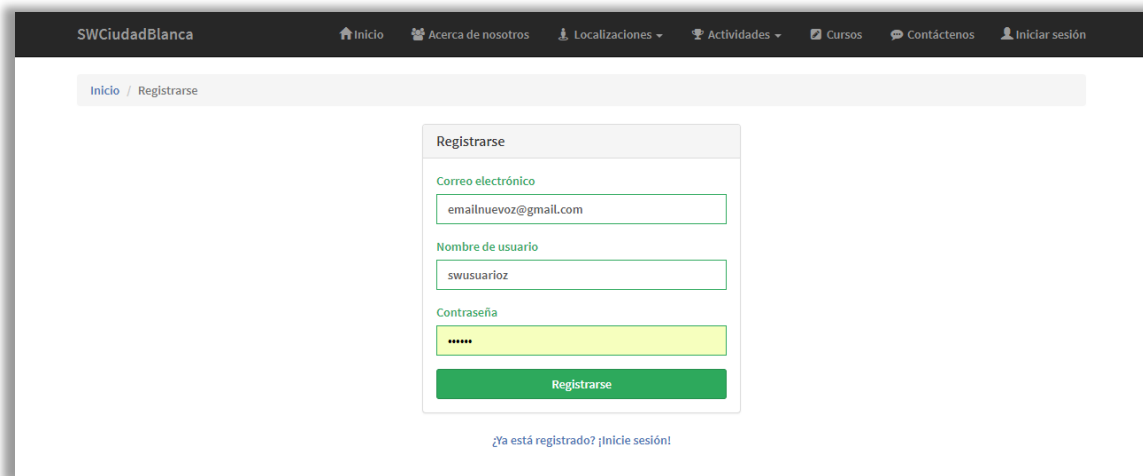 SWCiudadBlanca Inicio Acerca de nosotros Localizaciones Actividades Cursos Contáctenos Iniciar sesión
Inicio / Registrarse
Registrarse
Correo electrónico
emailnuevoz@gmail.com
Nombre de usuario
swusuarioz
Contraseña
••••••
Registrarse
¿Ya está registrado? ¡Inicie sesión!